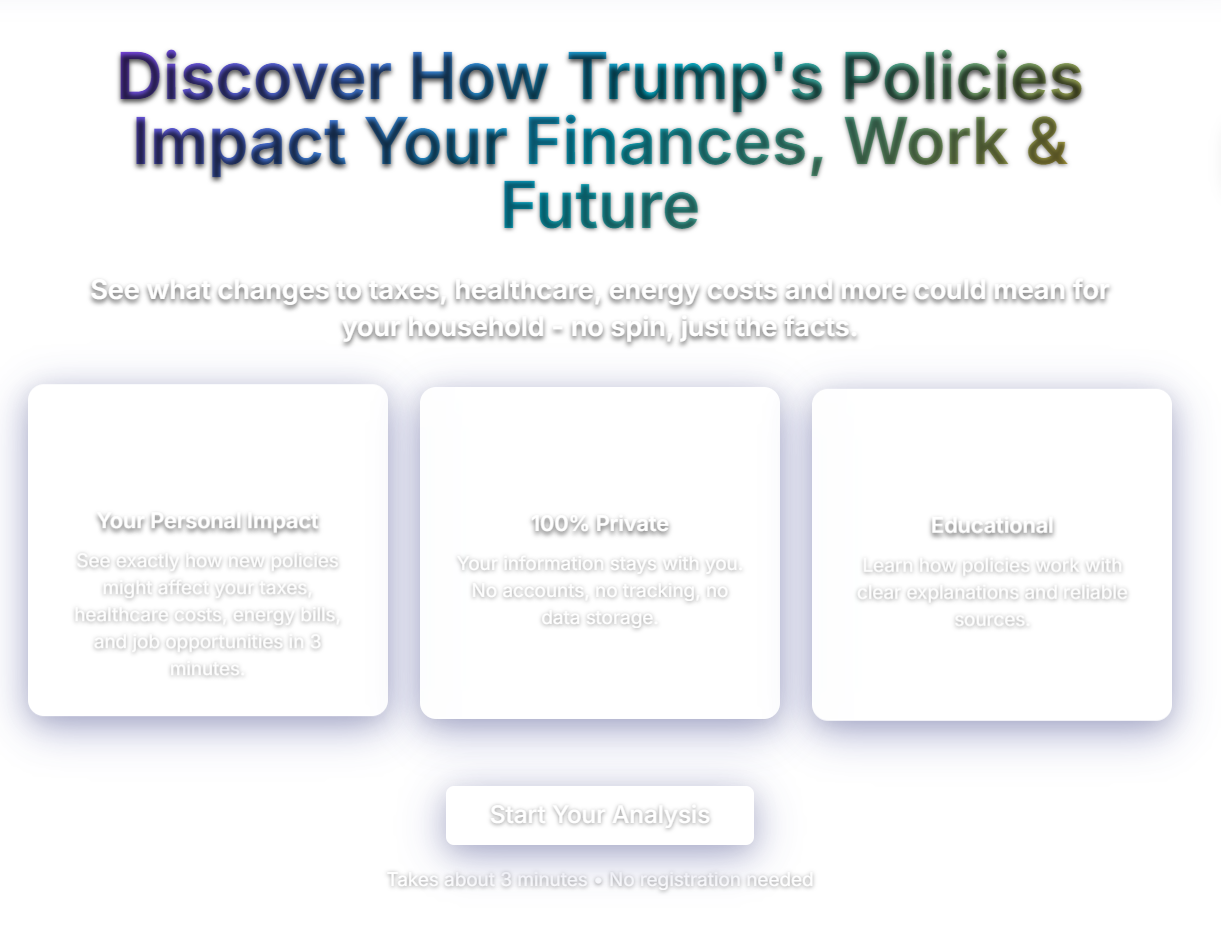 Discover How Trump's Policies
Impact Your Finances, Work &
Future
See what changes to taxes, healthcare, energy costs and more could mean for
your household - no spin, just the facts.
Your Personal Impact
See exactly how new policies
might affect your taxes,
healthcare costs, energy bills,
and job opportunities in 3
minutes.
100% Private
Your information stays with you.
No accounts, no tracking, no
data storage.
Educational
Learn how policies work with
clear explanations and reliable
sources.
Start Your Analysis
Takes about 3 minutes • No registration needed